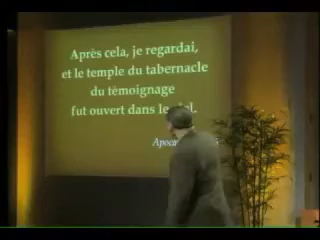 Après cela, je regardai,
et le temple du tabernacle
du témoignage
fut ouvert dans le